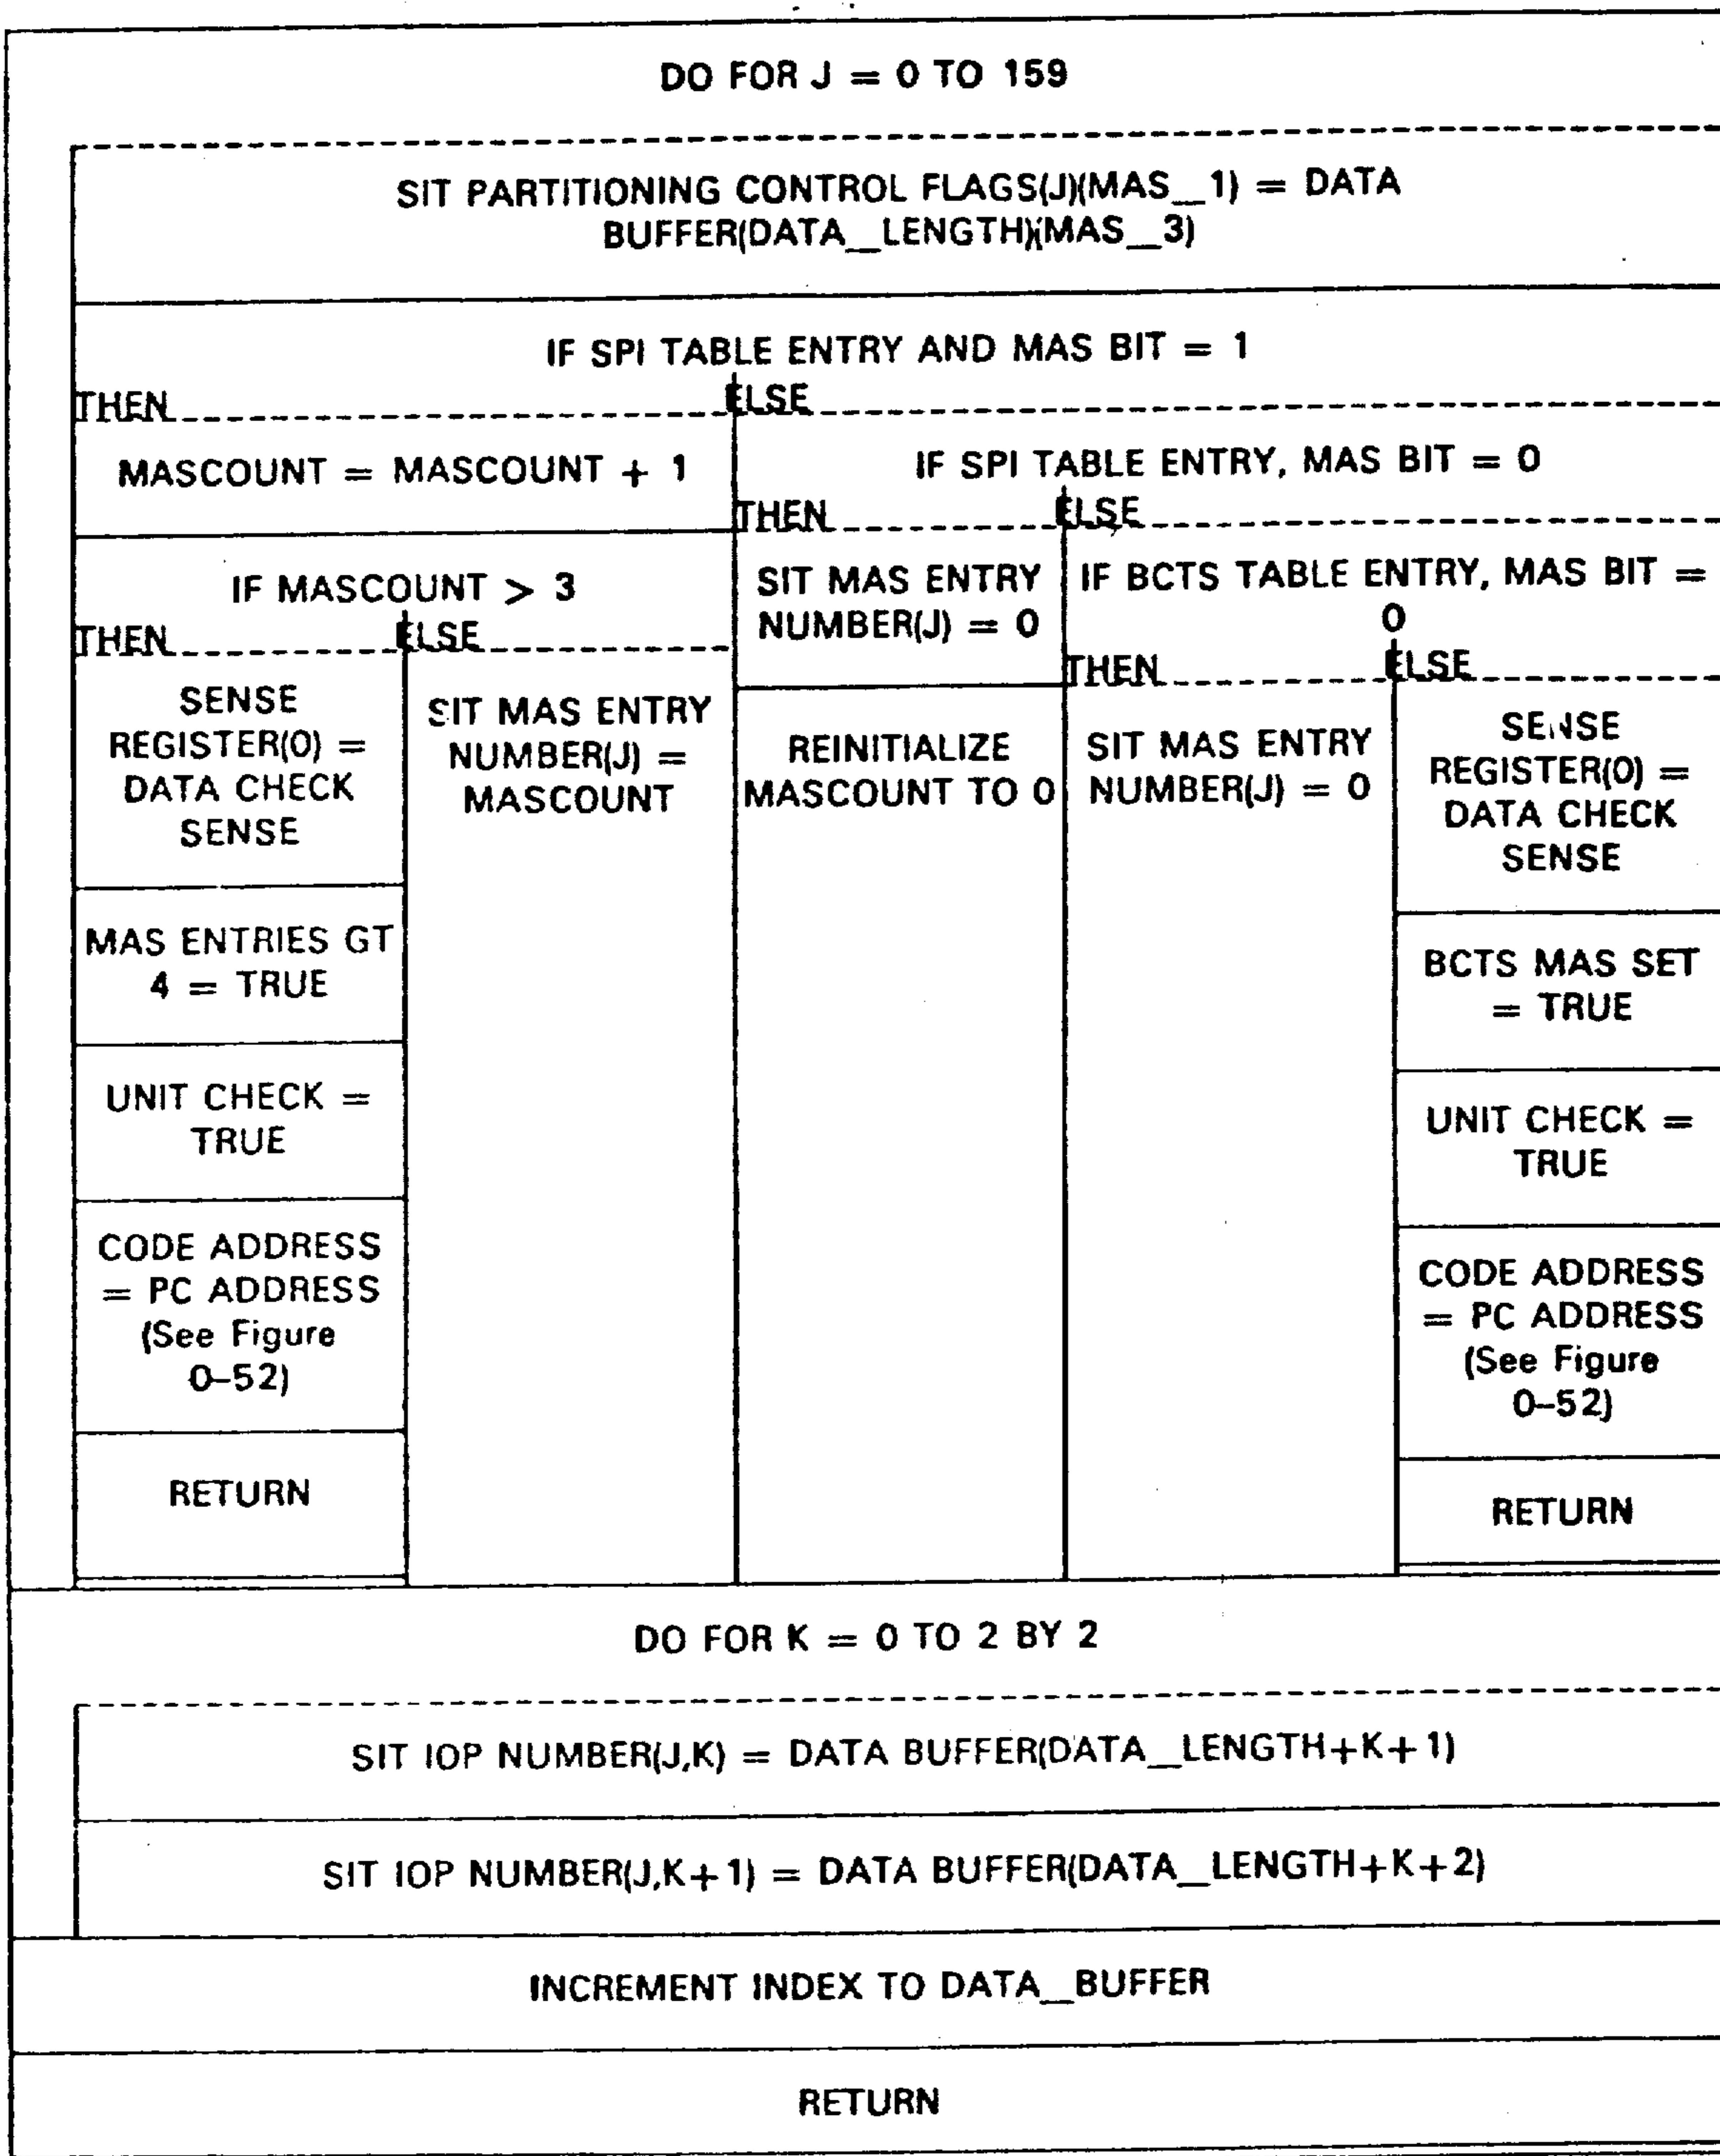 DO FOR J = 0 TO 159
SIT PARTITIONING CONTROL FLAGS(J)(MAS__1) = DATA
BUFFER(DATA__LENGTH)(MAS__3)
IF SPI TABLE ENTRY AND MAS BIT = 1
THEN
ELSE
MASCOUNT = MASCOUNT + 1
IF SPI TABLE ENTRY, MAS BIT = 0
THEN
ELSE
IF MASCOUNT > 3
THEN
ELSE
SIT MAS ENTRY
NUMBER(J) = 0
IF BCTS TABLE ENTRY, MAS BIT =
0
THEN
ELSE
SENSE
REGISTER(0) =
DATA CHECK
SENSE
SIT MAS ENTRY
NUMBER(J) =
MASCOUNT
REINITIALIZE
MASCOUNT TO 0
SIT MAS ENTRY
NUMBER(J) = 0
SENSE
REGISTER(0) =
DATA CHECK
SENSE
MAS ENTRIES GT
4 = TRUE
BCTS MAS SET
= TRUE
UNIT CHECK =
TRUE
UNIT CHECK =
TRUE
CODE ADDRESS
= PC ADDRESS
(See Figure
0–52)
CODE ADDRESS
= PC ADDRESS
(See Figure
0–52)
RETURN
RETURN
DO FOR K = 0 TO 2 BY 2
SIT IOP NUMBER(J,K) = DATA BUFFER(DATA__LENGTH+K+1)
SIT IOP NUMBER(J,K+1) = DATA BUFFER(DATA__LENGTH+K+2)
INCREMENT INDEX TO DATA__BUFFER
RETURN